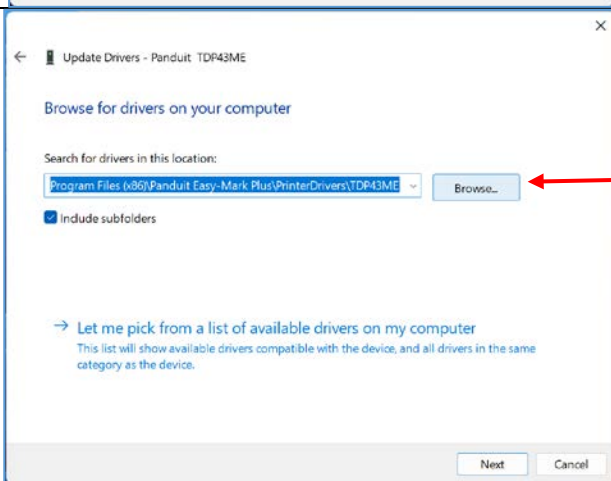 Update Drivers - Panduit TDP43ME
Browse for drivers on your computer
Search for drivers in this location:
Program Files (x86)\Panduit Easy-Mark Plus\PrinterDrivers\TDP43ME
Browse...
Include subfolders
Let me pick from a list of available drivers on my computer
This list will show available drivers compatible with the device, and all drivers in the same
category as the device.
Next
Cancel